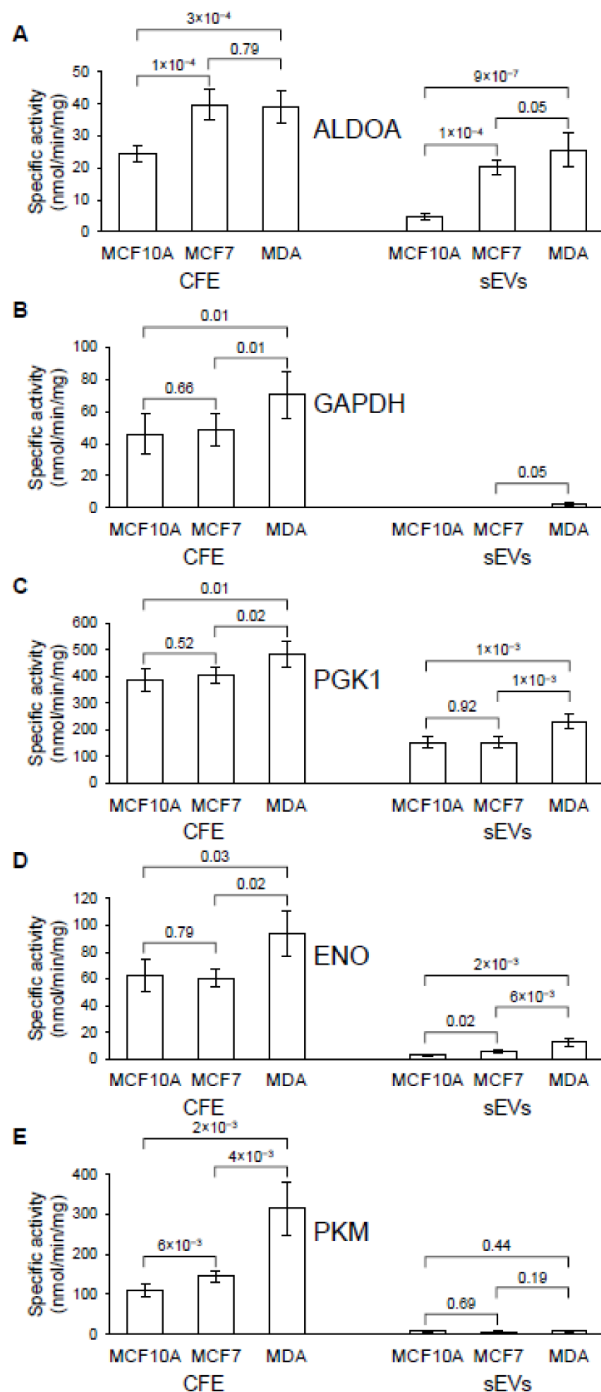 A
3×10⁻⁴
1×10⁻⁴
0.79
9×10⁻⁷
1×10⁻⁴
0.05
Specific activity
(nmol/min/mg)
50
40
30
20
10
0
ALDOA
MCF10A MCF7 MDA MCF10A MCF7 MDA
CFE sEVs
B
0.01
0.66
0.01
0.05
Specific activity
(nmol/min/mg)
100
80
60
40
20
0
GAPDH
MCF10A MCF7 MDA MCF10A MCF7 MDA
CFE sEVs
C
0.01
0.52
0.02
1×10⁻³
0.92
1×10⁻³
Specific activity
(nmol/min/mg)
600
500
400
300
200
100
0
PGK1
MCF10A MCF7 MDA MCF10A MCF7 MDA
CFE sEVs
D
0.03
0.79
0.02
2×10⁻³
0.02
6×10⁻³
Specific activity
(nmol/min/mg)
120
100
80
60
40
20
0
ENO
MCF10A MCF7 MDA MCF10A MCF7 MDA
CFE sEVs
E
2×10⁻³
6×10⁻³
4×10⁻³
0.44
0.69
0.19
Specific activity
(nmol/min/mg)
400
300
200
100
0
PKM
MCF10A MCF7 MDA MCF10A MCF7 MDA
CFE sEVs